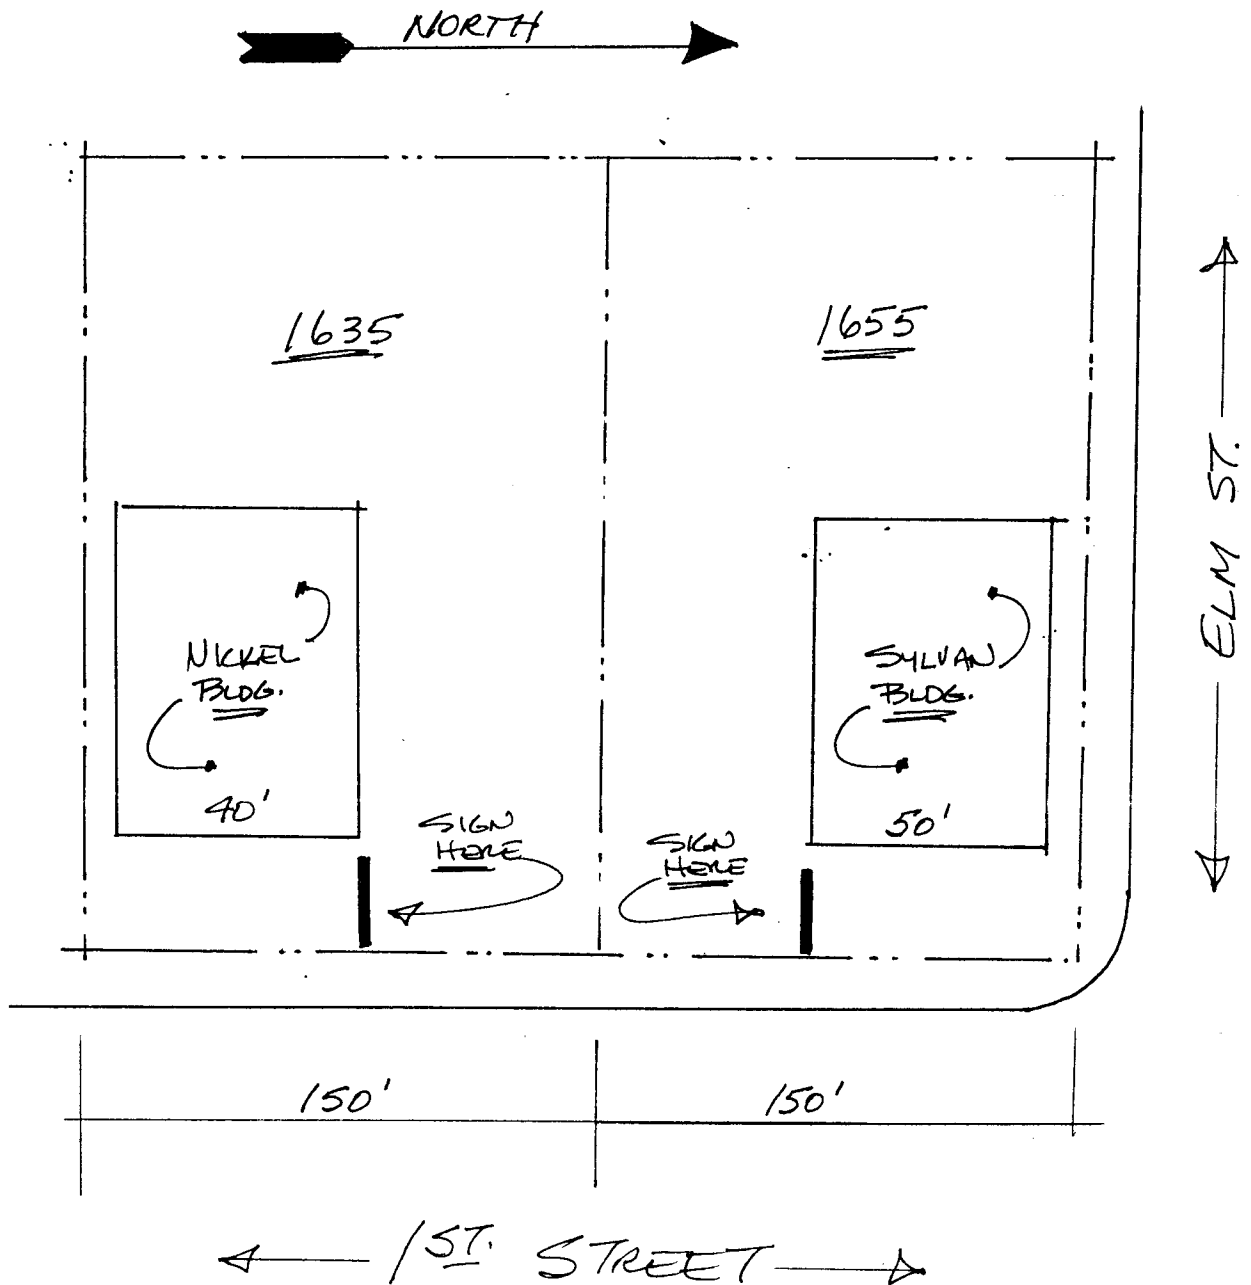 NORTH
1635
1655
ELM ST.
NICKEL
BLDG.
40'
SYLVAN
BLDG.
50'
SIGN
HERE
SIGN
HERE
150'
150'
1ST. STREET